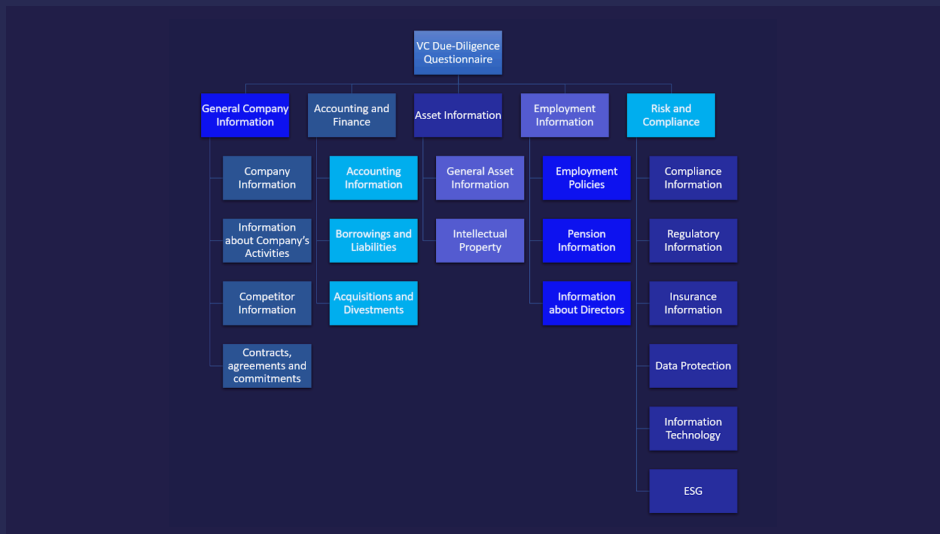 VC Due-Diligence
Questionnaire
General Company
Information
Accounting and
Finance
Asset Information
Employment
Information
Risk and
Compliance
Company
Information
Information
about Company's
Activities
Competitor
Information
Contracts,
agreements and
commitments
Accounting
Information
Borrowings and
Liabilities
Acquisitions and
Divestments
General Asset
Information
Intellectual
Property
Employment
Policies
Pension
Information
Information
about Directors
Compliance
Information
Regulatory
Information
Insurance
Information
Data Protection
Information
Technology
ESG